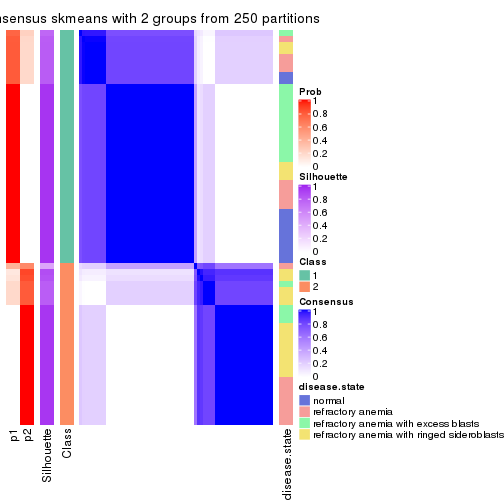 nsensus skmeans with 2 groups from 250 partitions
Prob
1
0.8
0.6
0.4
0.2
0
Silhouette
1
0.8
0.6
0.4
0.2
0
Class
1
2
Consensus
1
0.8
0.6
0.4
0.2
0
disease.state
normal
refractory anemia
refractory anemia with excess blasts
refractory anemia with ringed sideroblasts
p1
p2
Silhouette
Class
disease.state